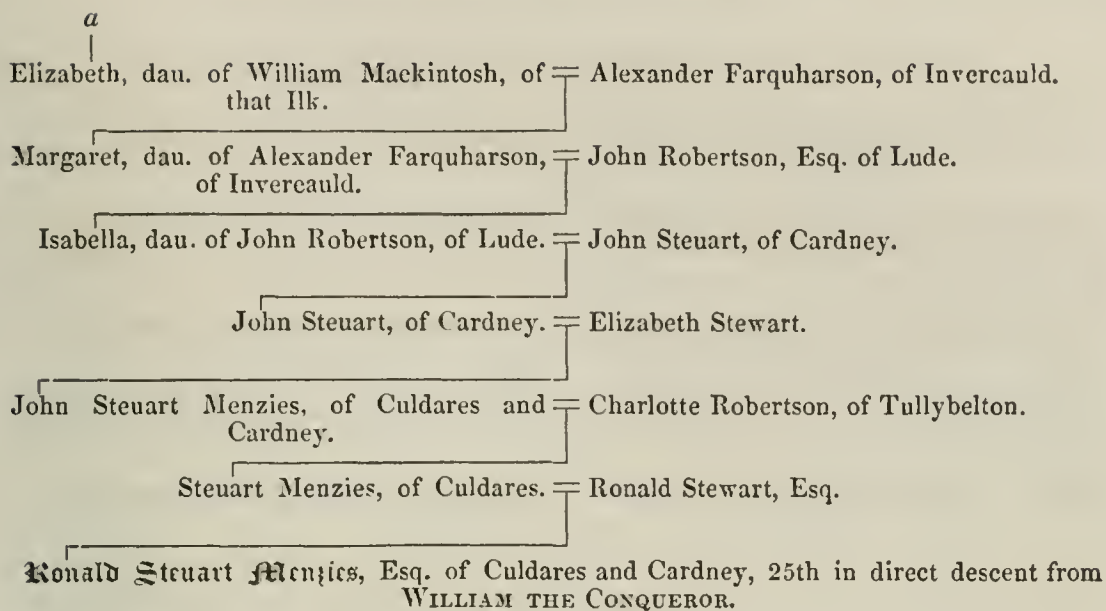 a
Elizabeth, dau. of William Mackintosh, of = Alexander Farquharson, of Invercauld.
that Ilk.
Margaret, dau. of Alexander Farquharson, = John Robertson, Esq. of Lude.
of Invercauld.
Isabella, dau. of John Robertson, of Lude. = John Steuart, of Cardney.
John Steuart, of Cardney. = Elizabeth Stewart.
John Steuart Menzies, of Culdares and = Charlotte Robertson, of Tullybelton.
Cardney.
Steuart Menzies, of Culdares. = Ronald Stewart, Esq.
Ronald Steuart Menzies, Esq. of Culdares and Cardney, 25th in direct descent from
WILLIAM THE CONQUEROR.